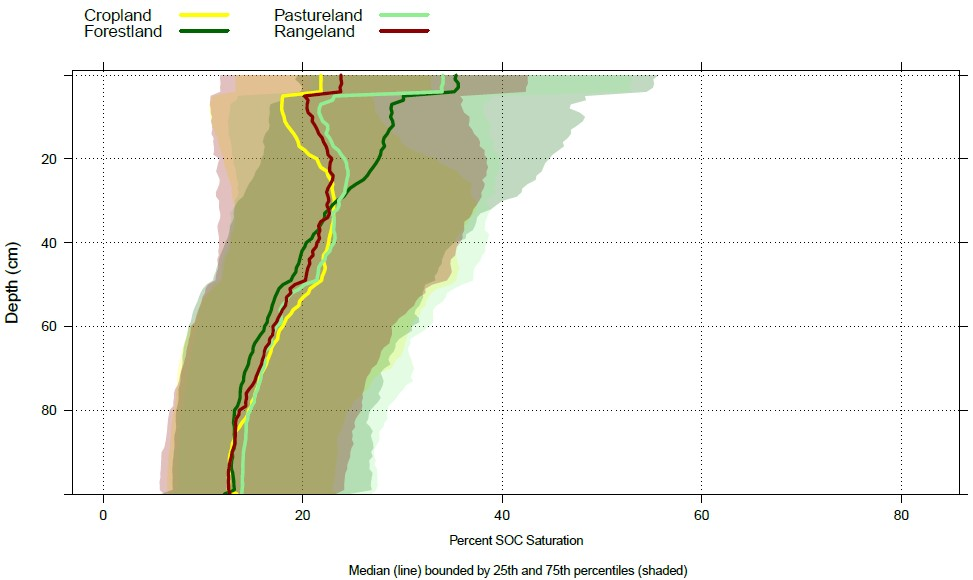 Cropland Pastureland
Forestland Rangeland
Depth (cm)
20
40
60
80
0 20 40 60 80
Percent SOC Saturation
Median (line) bounded by 25th and 75th percentiles (shaded)